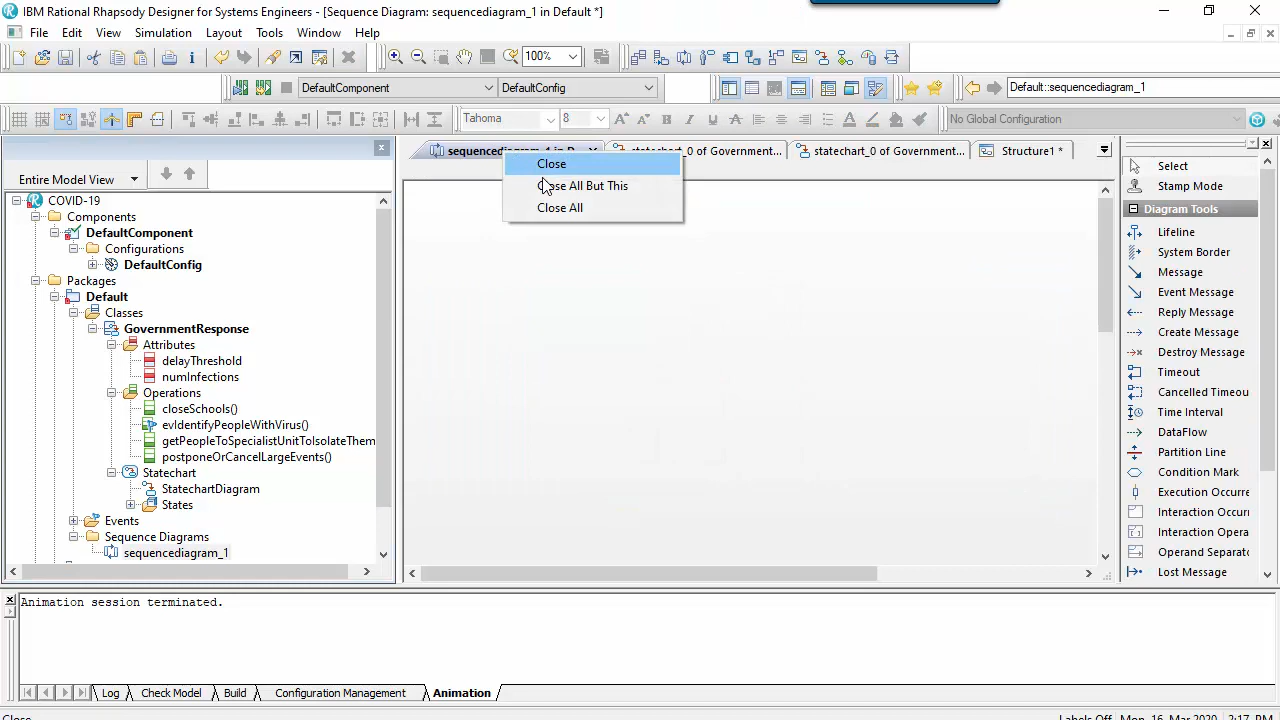 IBM Rational Rhapsody Designer for Systems Engineers - [Sequence Diagram: sequencediagram_1 in Default *]
File Edit View Simulation Layout Tools Window Help
100%
DefaultComponent DefaultConfig Default::sequencediagram_1
Tahoma 8 No Global Configuration
sequencediagram_1 in D... statechart_0 of Government... statechart_0 of Government... Structure1 *
Close
Close All But This
Close All
Entire Model View
COVID-19
Components
DefaultComponent
Configurations
DefaultConfig
Packages
Default
Classes
GovernmentResponse
Attributes
delayThreshold
numInfections
Operations
closeSchools()
evIdentifyPeopleWithVirus()
getPeopleToSpecialistUnitToIsolateThem
postponeOrCancelLargeEvents()
Statechart
StatechartDiagram
States
Events
Sequence Diagrams
sequencediagram_1
Select
Stamp Mode
Diagram Tools
Lifeline
System Border
Message
Event Message
Reply Message
Create Message
Destroy Message
Timeout
Cancelled Timeou
Time Interval
DataFlow
Partition Line
Condition Mark
Execution Occurre
Interaction Occur
Interaction Opera
Operand Separato
Lost Message
Animation session terminated.
Log Check Model Build Configuration Management Animation
Close Labels Off Mon, 16, Mar 2020 2:17 PM